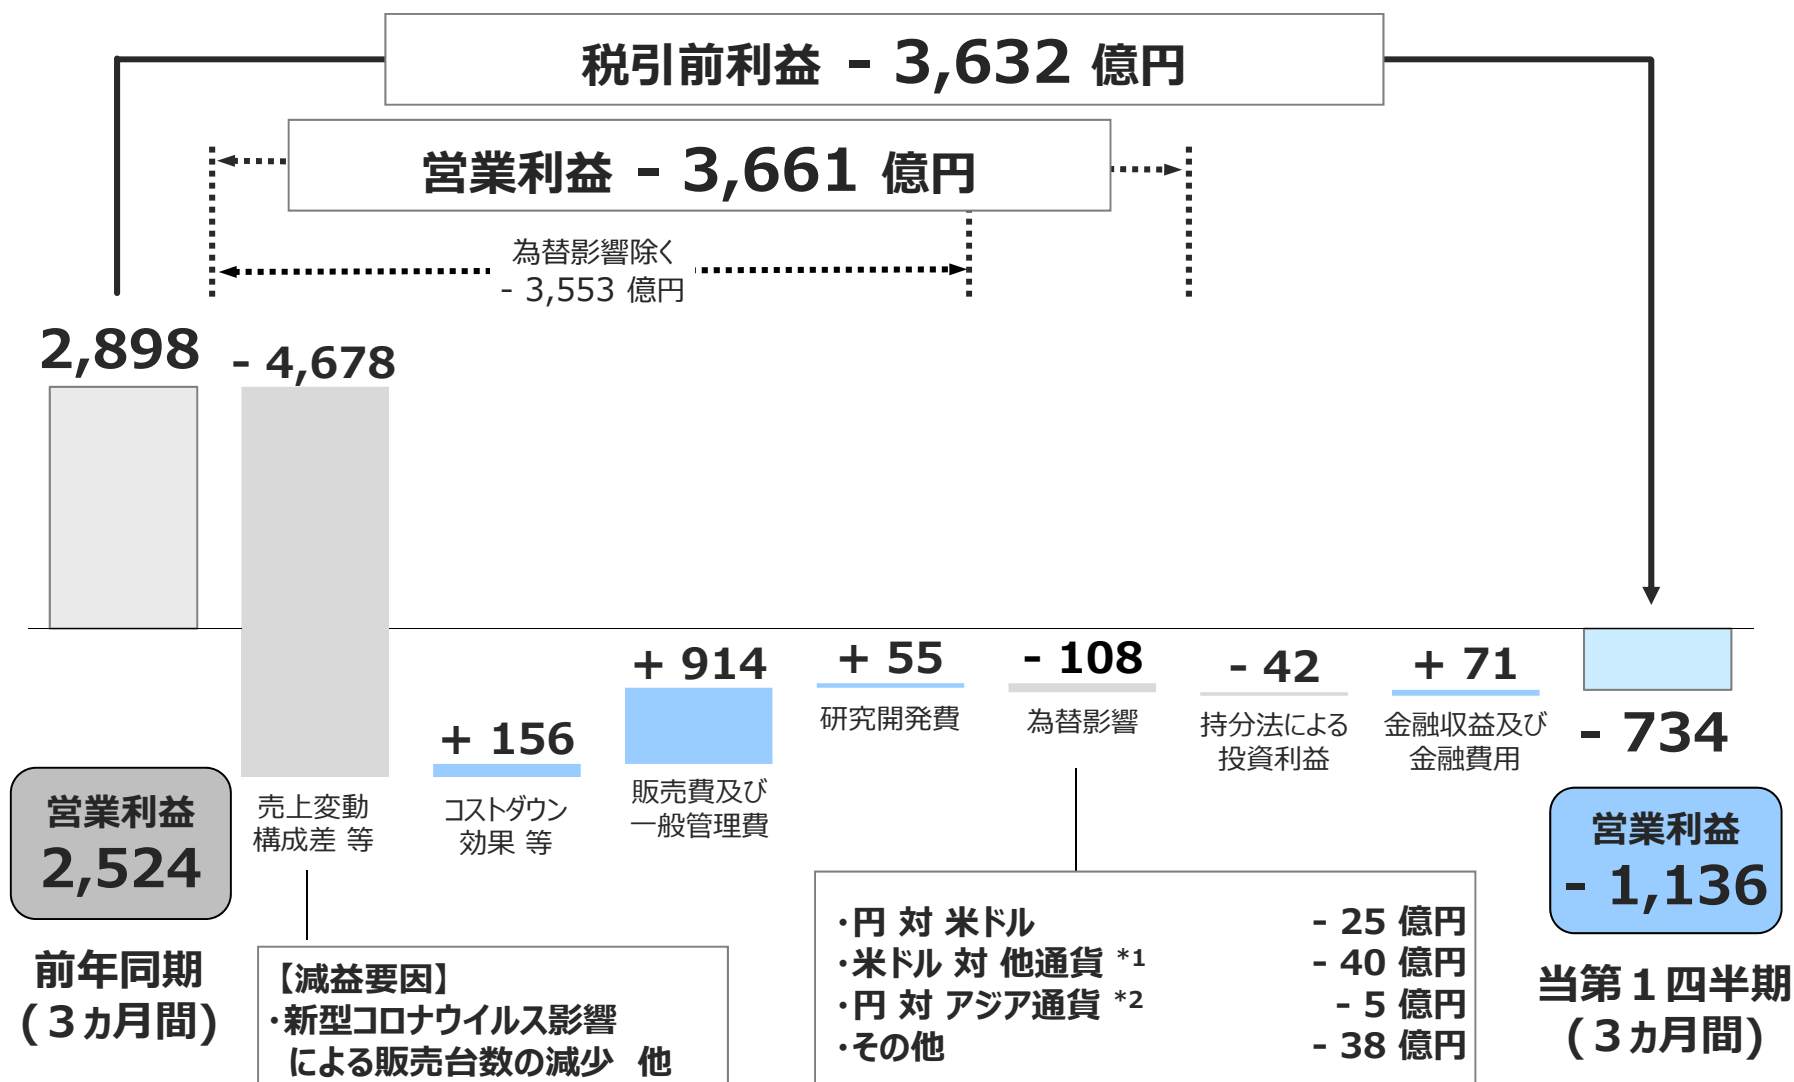 税引前利益 - 3,632 億円
営業利益 - 3,661 億円
為替影響除く
- 3,553 億円
2,898
- 4,678
+ 156
+ 914
+ 55
- 108
- 42
+ 71
- 734
売上変動
構成差 等
コストダウン
効果 等
販売費及び
一般管理費
研究開発費
為替影響
持分法による
投資利益
金融収益及び
金融費用
営業利益
2,524
前年同期
(３ヵ月間)
営業利益
- 1,136
当第１四半期
(３ヵ月間)
【減益要因】
・新型コロナウイルス影響
による販売台数の減少 他
・円 対 米ドル - 25 億円
・米ドル 対 他通貨 *1 - 40 億円
・円 対 アジア通貨 *2 - 5 億円
・その他 - 38 億円